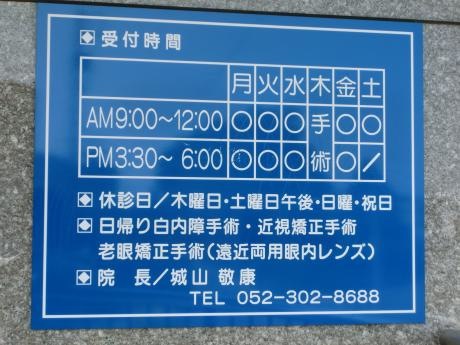 ◈ 受付時間
月 火 水 木 金 土
AM9:00〜12:00 〇 〇 〇 手 〇 〇
PM3:30〜 6:00 〇 〇 〇 術 〇 /
◈ 休診日/木曜日・土曜日午後・日曜・祝日
◈ 日帰り白内障手術・近視矯正手術
老眼矯正手術(遠近両用眼内レンズ)
◈ 院 長/城山 敬康
TEL 052-302-8688